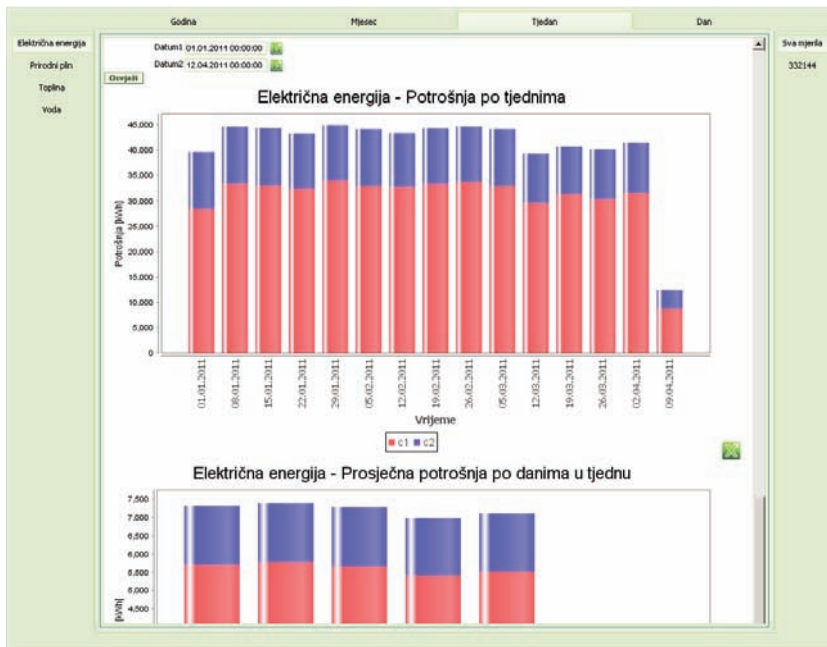 Godina
Mjesec
Tjedan
Dan
Električna energija
Prirodni plin
Toplina
Voda
Sva mjerila
332144
Datum1 01.01.2011 00:00:00
Datum2 12.04.2011 00:00:00
Osvježi
Električna energija - Potrošnja po tjednima
Potrošnja [kWh]
45,000
40,000
35,000
30,000
25,000
20,000
15,000
10,000
5,000
0
01.01.2011
08.01.2011
15.01.2011
22.01.2011
29.01.2011
05.02.2011
12.02.2011
19.02.2011
26.02.2011
05.03.2011
12.03.2011
19.03.2011
26.03.2011
02.04.2011
09.04.2011
Vrijeme
c1 c2
Električna energija - Prosječna potrošnja po danima u tjednu
7,500
7,000
6,500
6,000
5,500
5,000
4,500
[kWh]